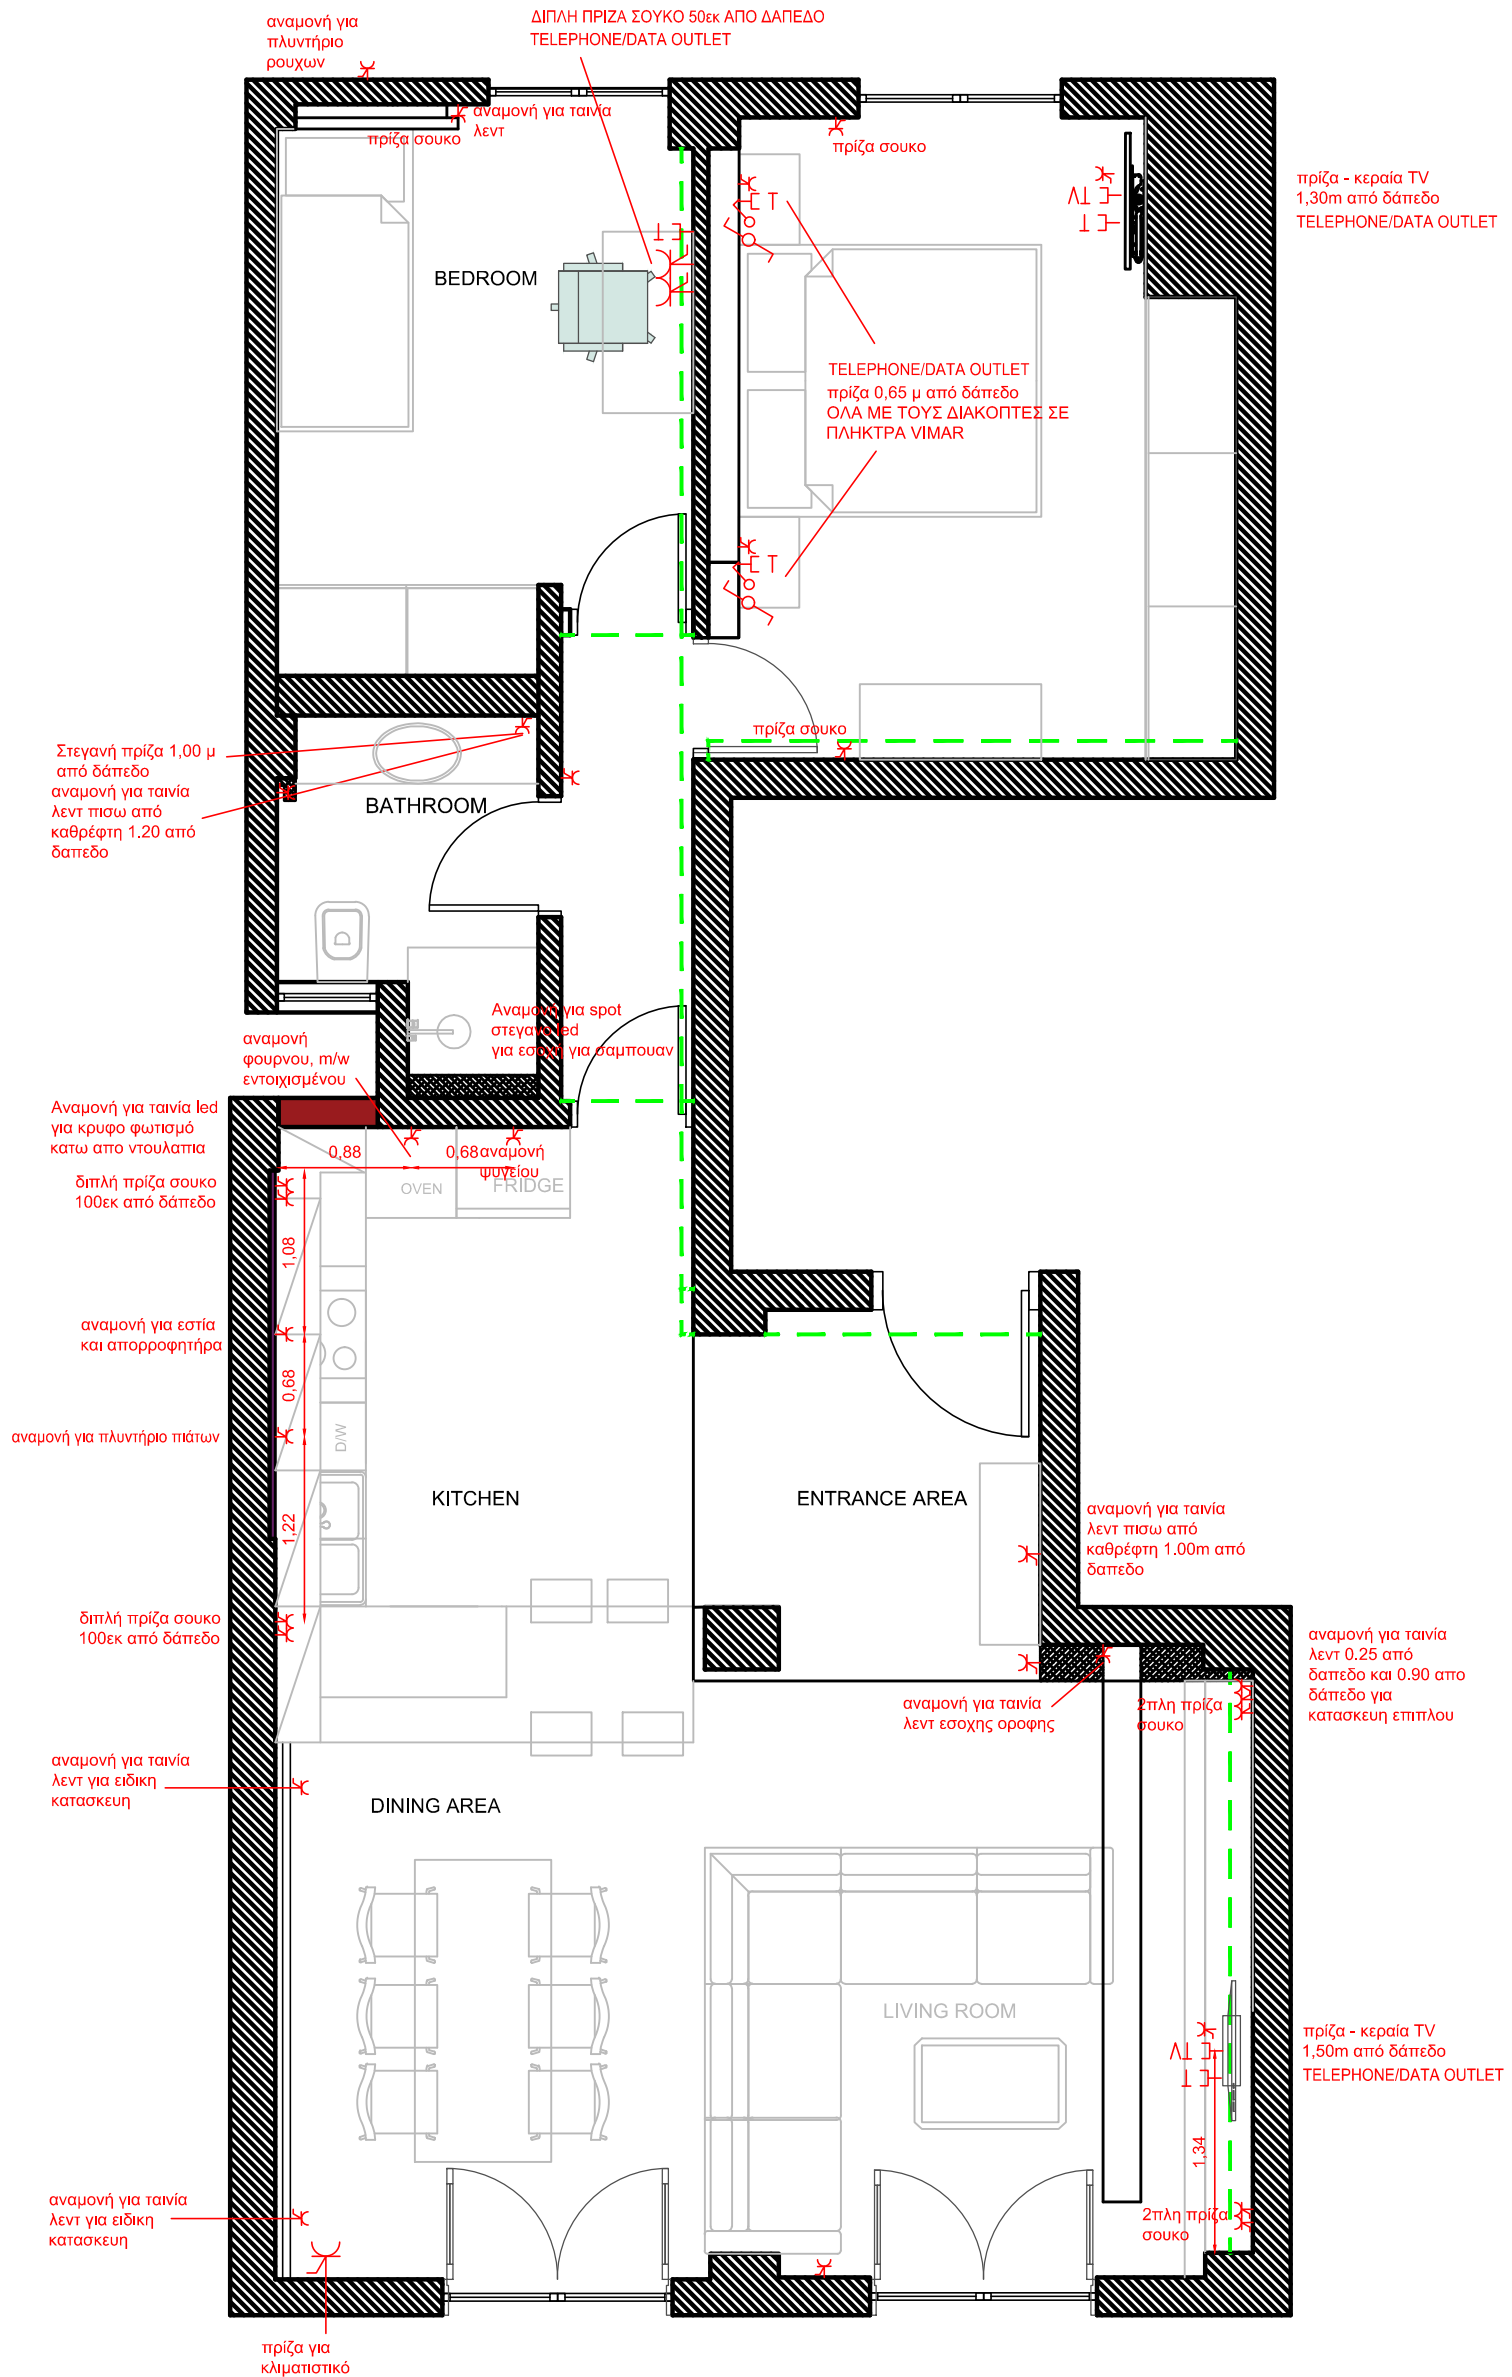 αναμονή για
πλυντήριο
ρουχων
ΔΙΠΛΗ ΠΡΙΖΑ ΣΟΥΚΟ 50εκ ΑΠΟ ΔΑΠΕΔΟ
TELEPHONE/DATA OUTLET
αναμονή για ταινία
λεντ
πρίζα σουκο
πρίζα σουκο
πρίζα - κεραία TV
1,30m από δάπεδο
TELEPHONE/DATA OUTLET
T
T
TV
T
BEDROOM
TELEPHONE/DATA OUTLET
πρίζα 0,65 μ από δάπεδο
ΟΛΑ ΜΕ ΤΟΥΣ ΔΙΑΚΟΠΤΕΣ ΣΕ
ΠΛΗΚΤΡΑ VIMAR
T
πρίζα σουκο
Στεγανή πρίζα 1,00 μ
από δάπεδο
αναμονή για ταινία
λεντ πισω από
καθρέφτη 1.20 από
δαπεδο
BATHROOM
Αναμονή για spot
στεγανο led
για εσοχή για σαμπουαν
αναμονή
φουρνου, m/w
εντοιχισμένου
Αναμονή για ταινία led
για κρυφο φωτισμό
κατω απο ντουλαπια
0,88
0,68
αναμονή
ψυγείου
OVEN
FRIDGE
διπλή πρίζα σουκο
100εκ από δάπεδο
1,08
αναμονή για εστία
και απορροφητήρα
0,68
αναμονή για πλυντήριο πιάτων
D/W
KITCHEN
ENTRANCE AREA
1,22
αναμονή για ταινία
λεντ πισω από
καθρέφτη 1.00m από
δαπεδο
διπλή πρίζα σουκο
100εκ από δάπεδο
αναμονή για ταινία
λεντ 0.25 από
δαπεδο και 0.90 απο
δάπεδο για
κατασκευη επιπλου
αναμονή για ταινία
λεντ εσοχης οροφης
2πλη πρίζα
σουκο
αναμονή για ταινία
λεντ για ειδικη
κατασκευη
DINING AREA
LIVING ROOM
πρίζα - κεραία TV
1,50m από δάπεδο
TELEPHONE/DATA OUTLET
TV
T
1,34
αναμονή για ταινία
λεντ για ειδικη
κατασκευη
2πλη πρίζα
σουκο
πρίζα για
κλιματιστικό